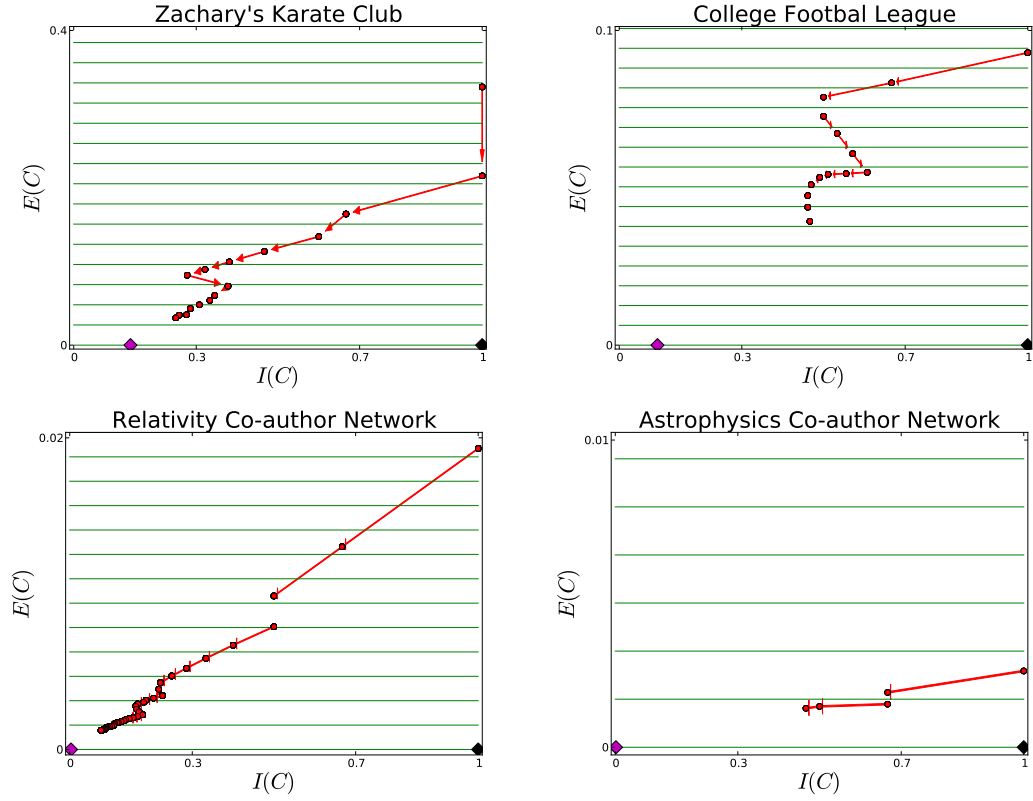 Zachary's Karate Club
0.4
E(C)
0
0
0.3
0.7
1
I(C)
College Footbal League
0.1
E(C)
0
0
0.3
0.7
1
I(C)
Relativity Co-author Network
0.02
E(C)
0
0
0.3
0.7
1
I(C)
Astrophysics Co-author Network
0.01
E(C)
0
0
0.3
0.7
1
I(C)